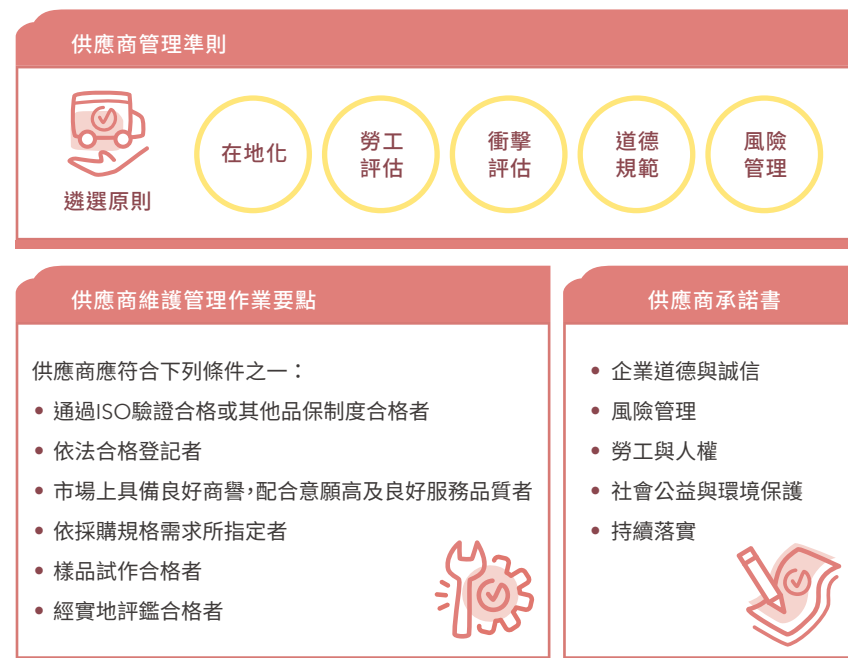 供應商管理準則
遴選原則
在地化
勞工
評估
衝擊
評估
道德
規範
風險
管理
供應商維護管理作業要點
供應商應符合下列條件之一：
• 通過ISO驗證合格或其他品保制度合格者
• 依法合格登記者
• 市場上具備良好商譽，配合意願高及良好服務品質者
• 依採購規格需求所指定者
• 樣品試作合格者
• 經實地評鑑合格者
供應商承諾書
• 企業道德與誠信
• 風險管理
• 勞工與人權
• 社會公益與環境保護
• 持續落實